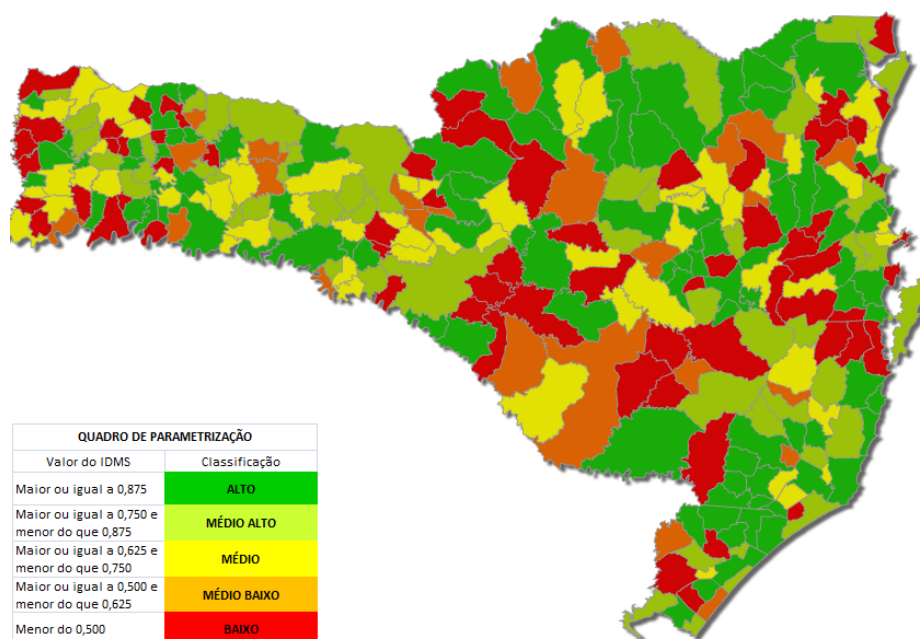 QUADRO DE PARAMETRIZAÇÃO
Valor do IDMS Classificação
Maior ou igual a 0,875 ALTO
Maior ou igual a 0,750 e
menor do que 0,875 MÉDIO ALTO
Maior ou igual a 0,625 e
menor do que 0,750 MÉDIO
Maior ou igual a 0,500 e
menor do que 0,625 MÉDIO BAIXO
Menor do 0,500 BAIXO